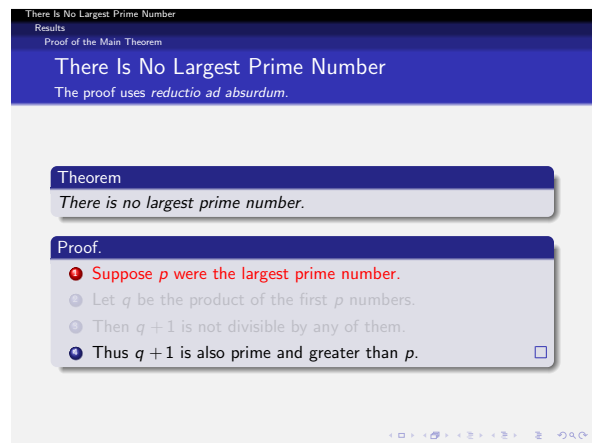 There Is No Largest Prime Number
Results
Proof of the Main Theorem
There Is No Largest Prime Number
The proof uses reductio ad absurdum.
Theorem
There is no largest prime number.
Proof.
1 Suppose p were the largest prime number.
2 Let q be the product of the first p numbers.
3 Then q + 1 is not divisible by any of them.
4 Thus q + 1 is also prime and greater than p.